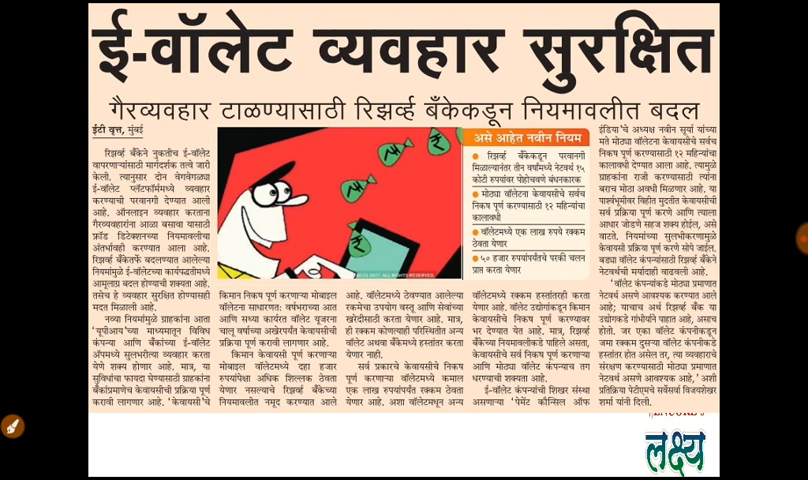 ई-वॉलेट व्यवहार सुरक्षित
गैरव्यवहार टाळण्यासाठी रिझर्व्ह बँकेकडून नियमावलीत बदल
ईटी वृत्त, मुंबई
रिझर्व्ह बँकेने नुकतीच ई-वॉलेट
वापरणाऱ्यांसाठी मार्गदर्शक तत्वे जारी
केली. त्यानुसार दोन वेगवेगळ्या
ई-वॉलेट प्लॅटफॉर्ममध्ये व्यवहार
करण्याची परवानगी देण्यात आली
आहे. ऑनलाइन व्यवहार करताना
गैरव्यवहारांना आळा बसावा यासाठी
फ्रॉड डिटेक्शनच्या नियमावलीचा
अंतर्भावही करण्यात आला आहे.
रिझर्व्ह बँकेतर्फे बदलण्यात आलेल्या
नियमांमुळे ई-वॉलेटच्या कार्यपद्धतीमध्ये
आमूलाग्र बदल होण्याची शक्यता आहे.
तसेच हे व्यवहार सुरक्षित होण्यासही
मदत मिळाली आहे.
नव्या नियमांमुळे ग्राहकांना आता
'यूपीआय'च्या माध्यमातून विविध
कंपन्या आणि बँकांच्या ई-वॉलेट
अॅपमध्ये सुलभरीत्या व्यवहार करता
येणे शक्य होणार आहे. मात्र, या
सुविधांचा फायदा घेण्यासाठी ग्राहकांना
बँकांप्रमाणेच केवायसीची प्रक्रिया पूर्ण
करावी लागणार आहे. 'केवायसी'चे
किमान निकष पूर्ण करणाऱ्या मोबाइल
वॉलेटना साधारणतः वर्षभराच्या आत
आणि सध्या कार्यरत वॉलेट यूजरना
चालू वर्षाच्या अखेरपर्यंत केवायसीची
प्रक्रिया पूर्ण करावी लागणार आहे.
किमान केवायसी पूर्ण करणाऱ्या
मोबाइल वॉलेटमध्ये दहा हजार
रुपयांपेक्षा अधिक शिल्लक ठेवता
येणार नसल्याचे रिझर्व्ह बँकेच्या
नियमावलीत नमूद करण्यात आले
आहे. वॉलेटमध्ये ठेवण्यात आलेल्या
रकमेचा उपयोग वस्तू आणि सेवांच्या
खरेदीसाठी करता येणार आहे. मात्र,
ही रक्कम कोणत्याही परिस्थितीत अन्य
वॉलेट अथवा बँकेमध्ये हस्तांतर करता
येणार नाही.
सर्व प्रकारचे केवायसीचे निकष
पूर्ण करणाऱ्या वॉलेटमध्ये कमाल
एक लाख रुपयांपर्यंत रक्कम ठेवता
येणार आहे. अशा वॉलेटमधून अन्य
असे आहेत नवीन नियम
रिझर्व्ह बँकेकडून परवानगी
मिळाल्यानंतर तीन वर्षांमध्ये नेटवर्थ १५
कोटी रुपयांवर पोहोचवणे बंधनकारक
मोठ्या वॉलेटना केवायसीचे सर्वच
निकष पूर्ण करण्यासाठी १२ महिन्यांचा
कालावधी
वॉलेटमध्ये एक लाख रुपये रक्कम
ठेवता येणार
५० हजार रुपयांपर्यंतचे परकी चलन
प्राप्त करता येणार
वॉलेटमध्ये रक्कम हस्तांतरही करता
येणार आहे. वॉलेट उद्योगांकडून किमान
केवायसीचे निकष पूर्ण करण्यावर
भर देण्यात येत आहे. मात्र, रिझर्व्ह
बँकेच्या नियमावलीकडे पाहिले असता,
केवायसीचे सर्व निकष पूर्ण करणाऱ्या
आणि मोठ्या वॉलेट कंपन्याच तग
धरण्याची शक्यता आहे.
ई-वॉलेट कंपन्यांची शिखर संस्था
असणाऱ्या 'पेमेंट कौन्सिल ऑफ
इंडिया'चे अध्यक्ष नवीन सूर्या यांच्या
मते मोठ्या वॉलेटना केवायसीचे सर्वच
निकष पूर्ण करण्यासाठी १२ महिन्यांचा
कालावधी देण्यात आला आहे. त्यामुळे
ग्राहकांना राजी करण्यासाठी त्यांना
बराच मोठा अवधी मिळणार आहे. या
पार्श्वभूमीवर विहीत मुदतीत केवायसीची
सर्व प्रक्रिया पूर्ण करणे आणि त्याला
आधार जोडणे सहज शक्य होईल, असे
वाटते. नियमांच्या सुलभीकरणामुळे
केवायसी प्रक्रिया पूर्ण करणे सोपे जाईल.
बड्या वॉलेट कंपन्यांसाठी रिझर्व्ह बँकेने
नेटवर्थची मर्यादाही वाढवली आहे.
'वॉलेट कंपन्यांकडे मोठ्या प्रमाणात
नेटवर्थ असणे आवश्यक करण्यात आले
आहे; याचाच अर्थ रिझर्व्ह बँक या
उद्योगाकडे गांभीर्याने पाहात आहे, असाच
होतो. जर एका वॉलेट कंपनीकडून
जमा रक्कम दुसऱ्या वॉलेट कंपनीकडे
हस्तांतर होत असेल तर, त्या व्यवहाराचे
संरक्षण करण्यासाठी मोठ्या प्रमाणात
नेटवर्थ असणे आवश्यक आहे,' अशी
प्रतिक्रिया पेटीएमचे सर्वेसर्वा विजयशेखर
शर्मा यांनी दिली.
लक्ष्य